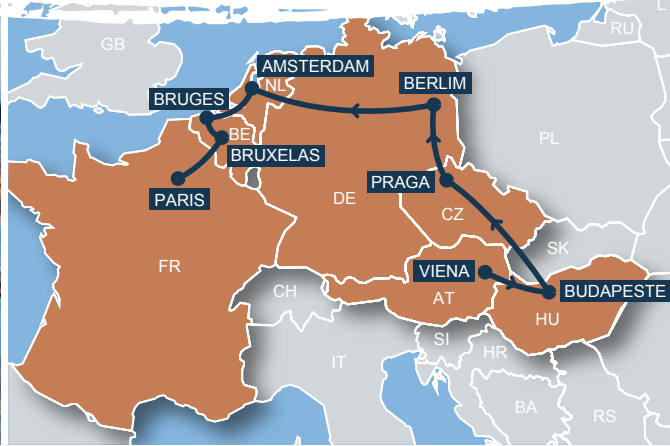 RU
L
GB
AMSTERDAM
NL
BERLIM
BRUGES
BE
PL
BRUXELAS
PRAGA
DE
PARIS
CZ
SK
FR
VIENA
BUDAPESTE
CH
AT
HU
SI
HR
IT
BA
RS